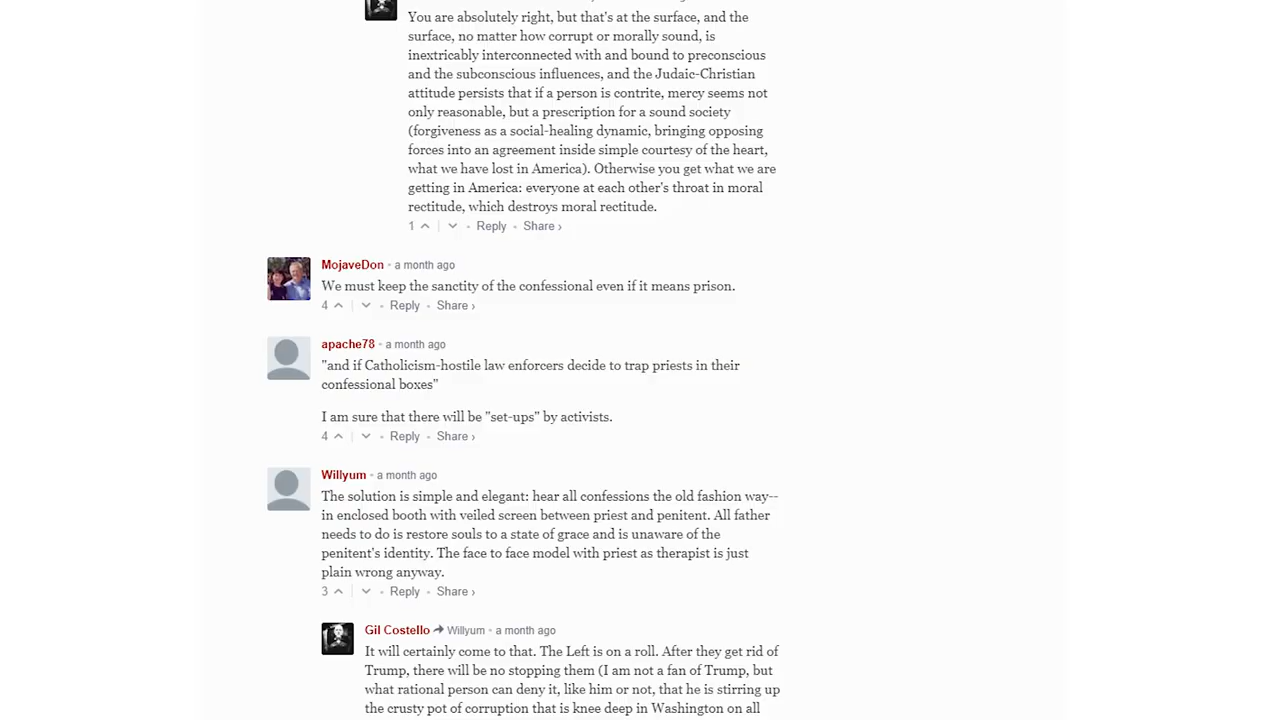 You are absolutely right, but that's at the surface, and the
surface, no matter how corrupt or morally sound, is
inextricably interconnected with and bound to preconscious
and the subconscious influences, and the Judaic-Christian
attitude persists that if a person is contrite, mercy seems not
only reasonable, but a prescription for a sound society
(forgiveness as a social-healing dynamic, bringing opposing
forces into an agreement inside simple courtesy of the heart,
what we have lost in America). Otherwise you get what we are
getting in America: everyone at each other's throat in moral
rectitude, which destroys moral rectitude.
1 • Reply • Share ›
MojaveDon • a month ago
We must keep the sanctity of the confessional even if it means prison.
4 • Reply • Share ›
apache78 • a month ago
"and if Catholicism-hostile law enforcers decide to trap priests in their
confessional boxes"
I am sure that there will be "set-ups" by activists.
4 • Reply • Share ›
Willyum • a month ago
The solution is simple and elegant: hear all confessions the old fashion way--
in enclosed booth with veiled screen between priest and penitent. All father
needs to do is restore souls to a state of grace and is unaware of the
penitent's identity. The face to face model with priest as therapist is just
plain wrong anyway.
3 • Reply • Share ›
Gil Costello Willyum • a month ago
It will certainly come to that. The Left is on a roll. After they get rid of
Trump, there will be no stopping them (I am not a fan of Trump, but
what rational person can deny it, like him or not, that he is stirring up
the crusty pot of corruption that is knee deep in Washington on all